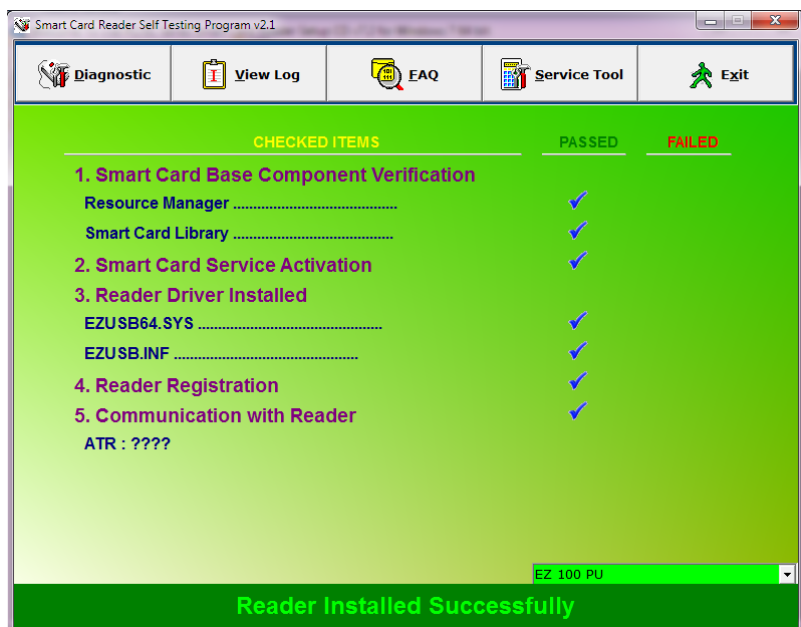 Smart Card Reader Self Testing Program v2.1
Diagnostic View Log FAQ Service Tool Exit
CHECKED ITEMS PASSED FAILED
1. Smart Card Base Component Verification
Resource Manager ..................................................
Smart Card Library .................................................
2. Smart Card Service Activation
3. Reader Driver Installed
EZUSB64.SYS ........................................................
EZUSB.INF ........................................................
4. Reader Registration
5. Communication with Reader
ATR : ????
EZ 100 PU
Reader Installed Successfully